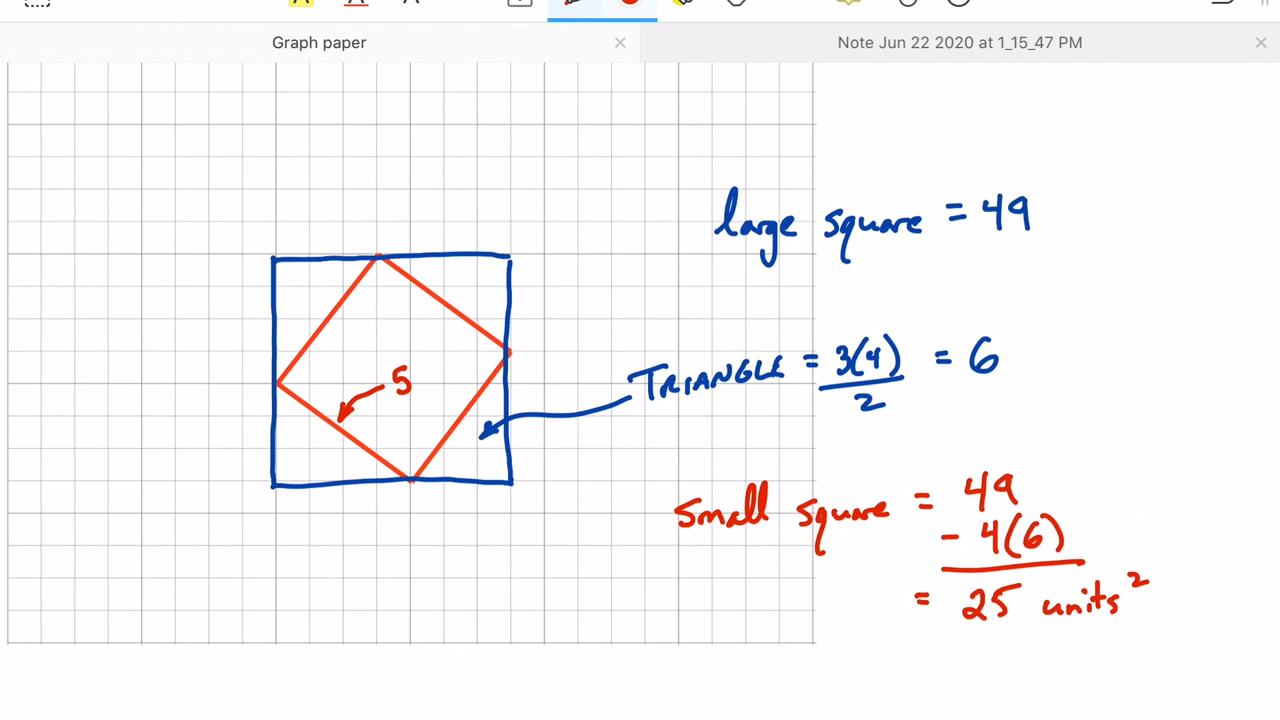 Graph paper
Note Jun 22 2020 at 1_15_47 PM
large square = 49
5
TRIANGLE = 3(4)/2 = 6
small square = 49
- 4(6)
= 25 units²